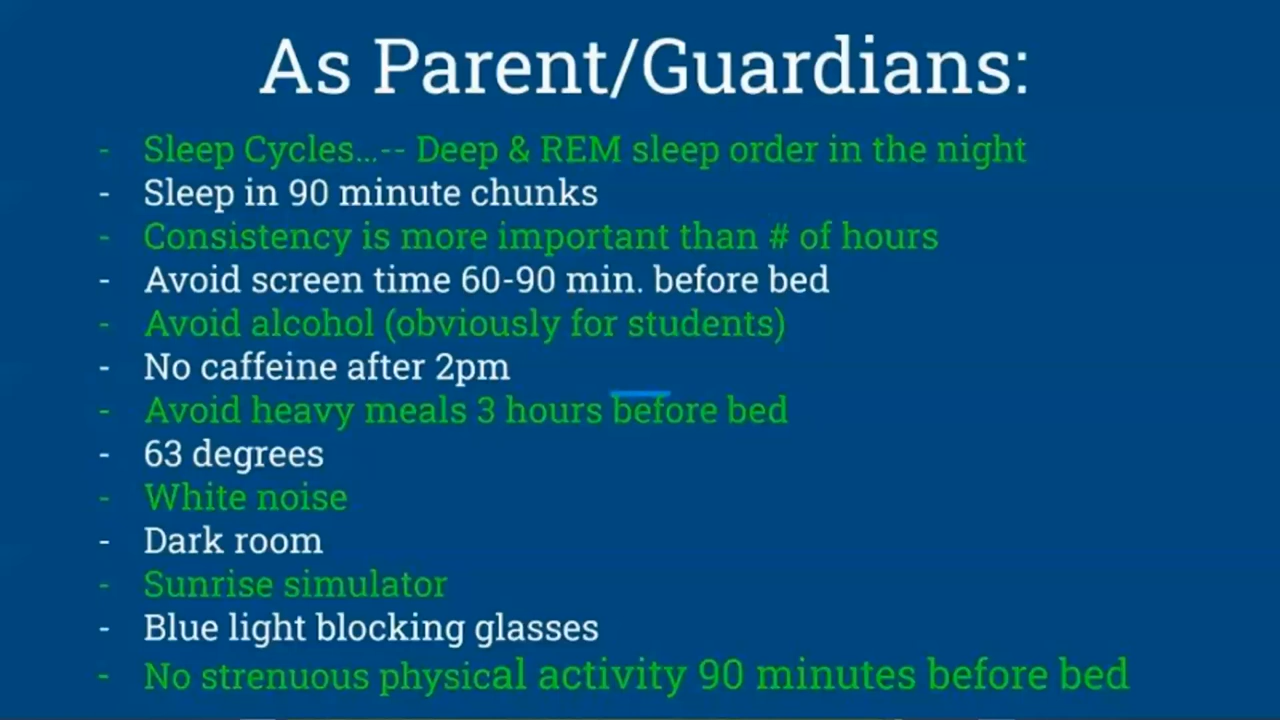 As Parent/Guardians:
- Sleep Cycles...-- Deep & REM sleep order in the night
- Sleep in 90 minute chunks
- Consistency is more important than # of hours
- Avoid screen time 60-90 min. before bed
- Avoid alcohol (obviously for students)
- No caffeine after 2pm
- Avoid heavy meals 3 hours before bed
- 63 degrees
- White noise
- Dark room
- Sunrise simulator
- Blue light blocking glasses
- No strenuous physical activity 90 minutes before bed